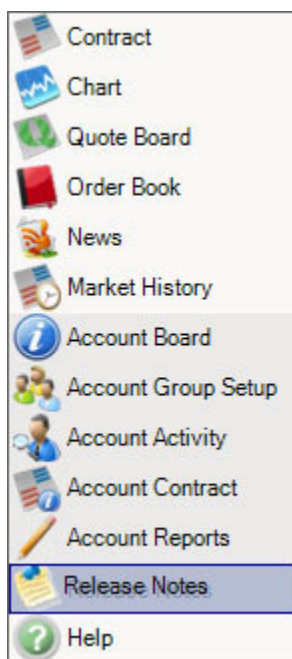 Contract
Chart
Quote Board
Order Book
News
Market History
Account Board
Account Group Setup
Account Activity
Account Contract
Account Reports
Release Notes
Help